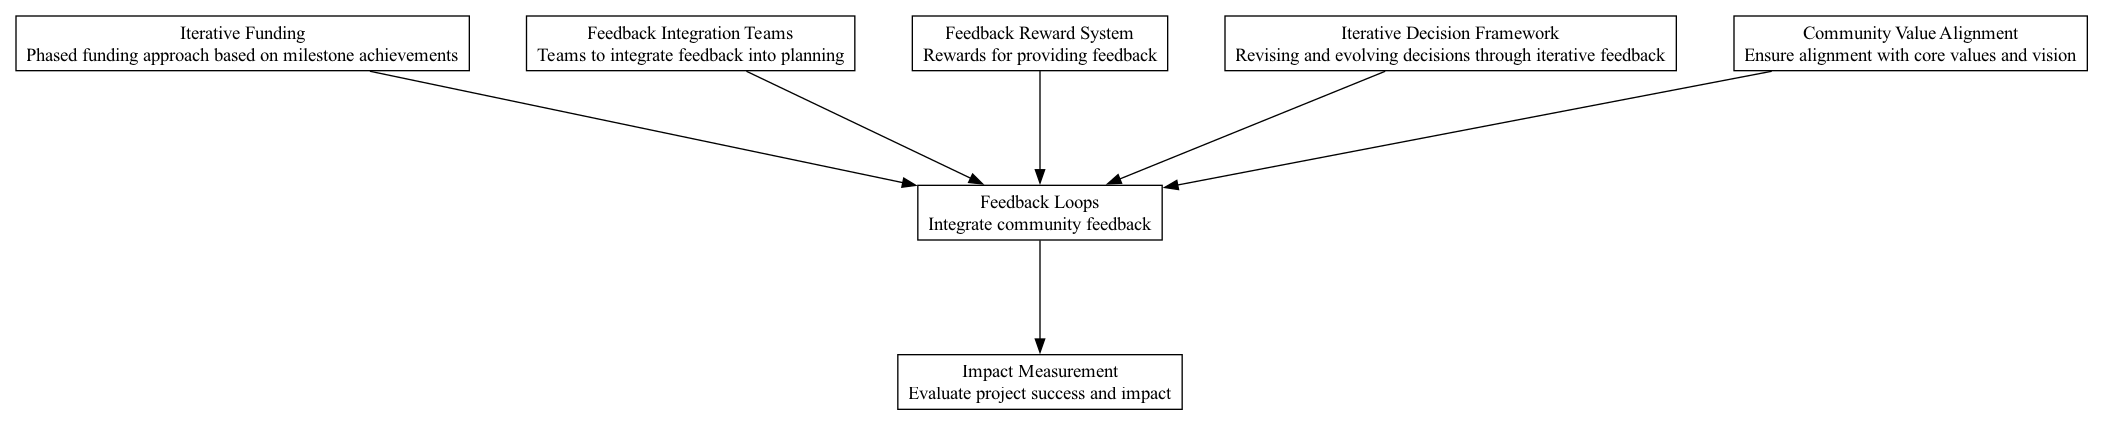 Iterative Funding
Phased funding approach based on milestone achievements
Feedback Integration Teams
Teams to integrate feedback into planning
Feedback Reward System
Rewards for providing feedback
Iterative Decision Framework
Revising and evolving decisions through iterative feedback
Community Value Alignment
Ensure alignment with core values and vision
Feedback Loops
Integrate community feedback
Impact Measurement
Evaluate project success and impact